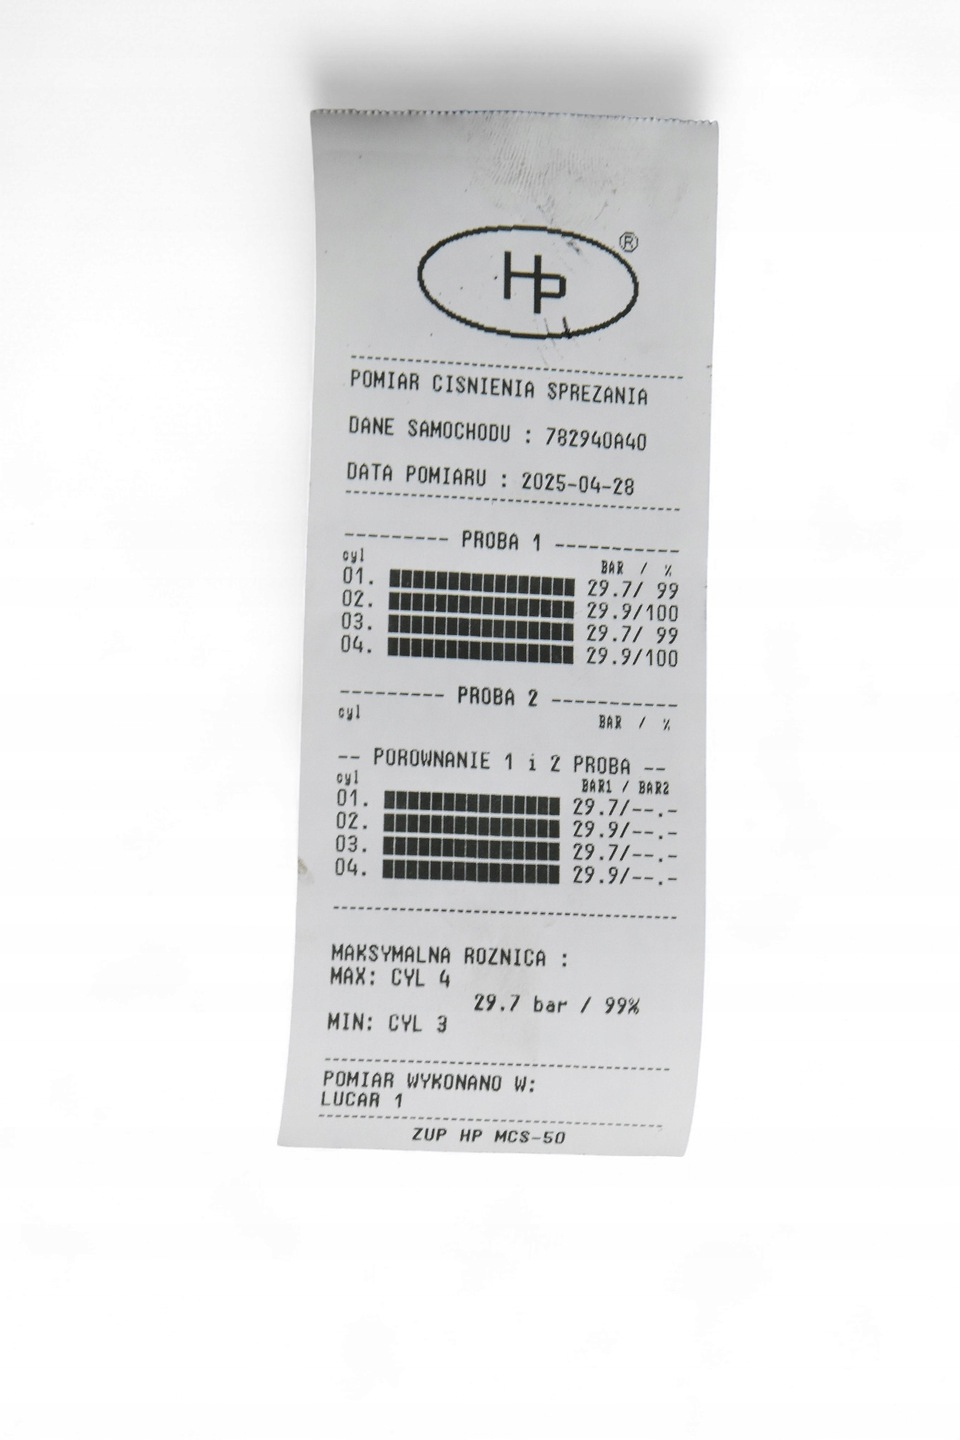 HP ®
POMIAR CISNIENIA SPREZANIA
DANE SAMOCHODU : 782940A40
DATA POMIARU : 2025-04-28
--------- PROBA 1 -----------
cyl BAR / %
01. 29.7/ 99
02. 29.9/100
03. 29.7/ 99
04. 29.9/100
--------- PROBA 2 -----------
cyl BAR / %
-- POROWNANIE 1 i 2 PROBA --
cyl BAR1 / BAR2
01. 29.7/--.-
02. 29.9/--.-
03. 29.7/--.-
04. 29.9/--.-
MAKSYMALNA ROZNICA :
MAX: CYL 4
29.7 bar / 99%
MIN: CYL 3
POMIAR WYKONANO W:
LUCAR 1
ZUP HP MCS-50